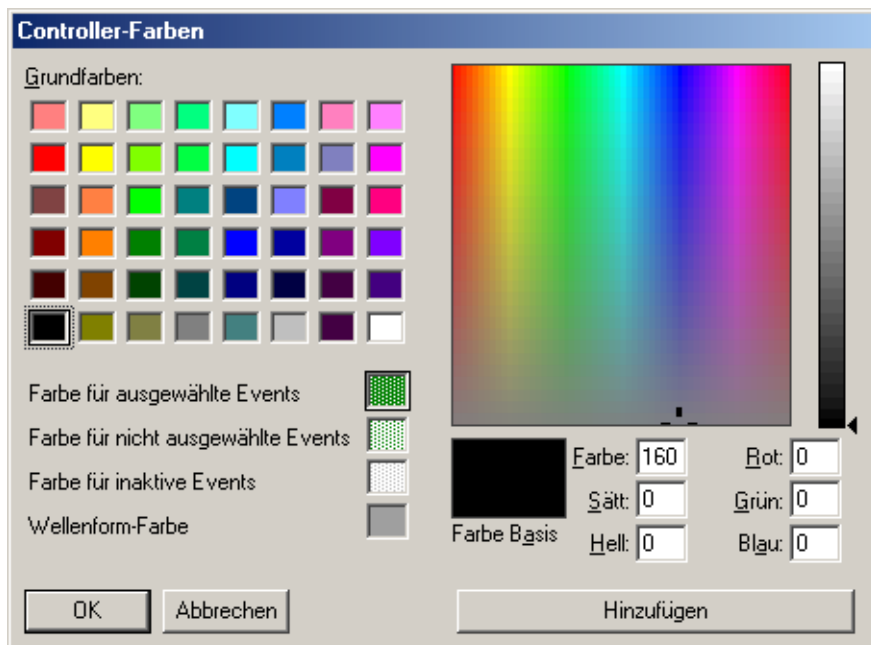 Controller-Farben
Grundfarben:
Farbe für ausgewählte Events
Farbe für nicht ausgewählte Events
Farbe für inaktive Events
Wellenform-Farbe
Farbe Basis
Farbe: 160
Sätt: 0
Hell: 0
Rot: 0
Grün: 0
Blau: 0
OK
Abbrechen
Hinzufügen